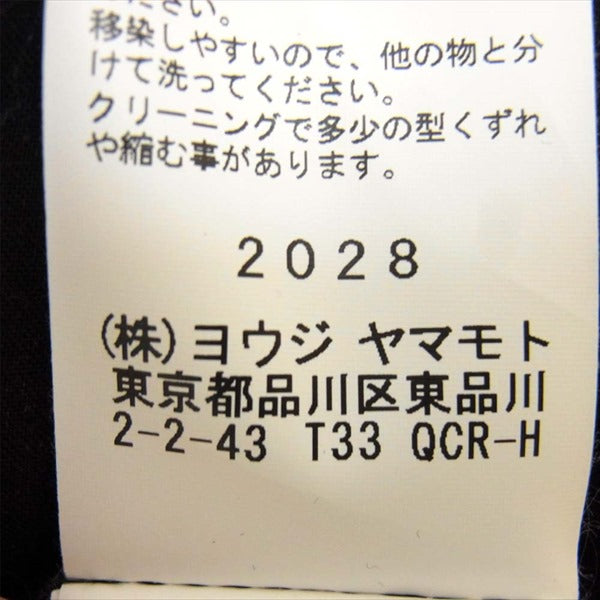 ださい。
移染しやすいので、他の物と分
けて洗ってください。
クリーニングで多少の型くずれ
や縮む事があります。
2028
(株)ヨウジ ヤマモト
東京都品川区東品川
2-2-43 T33 QCR-H